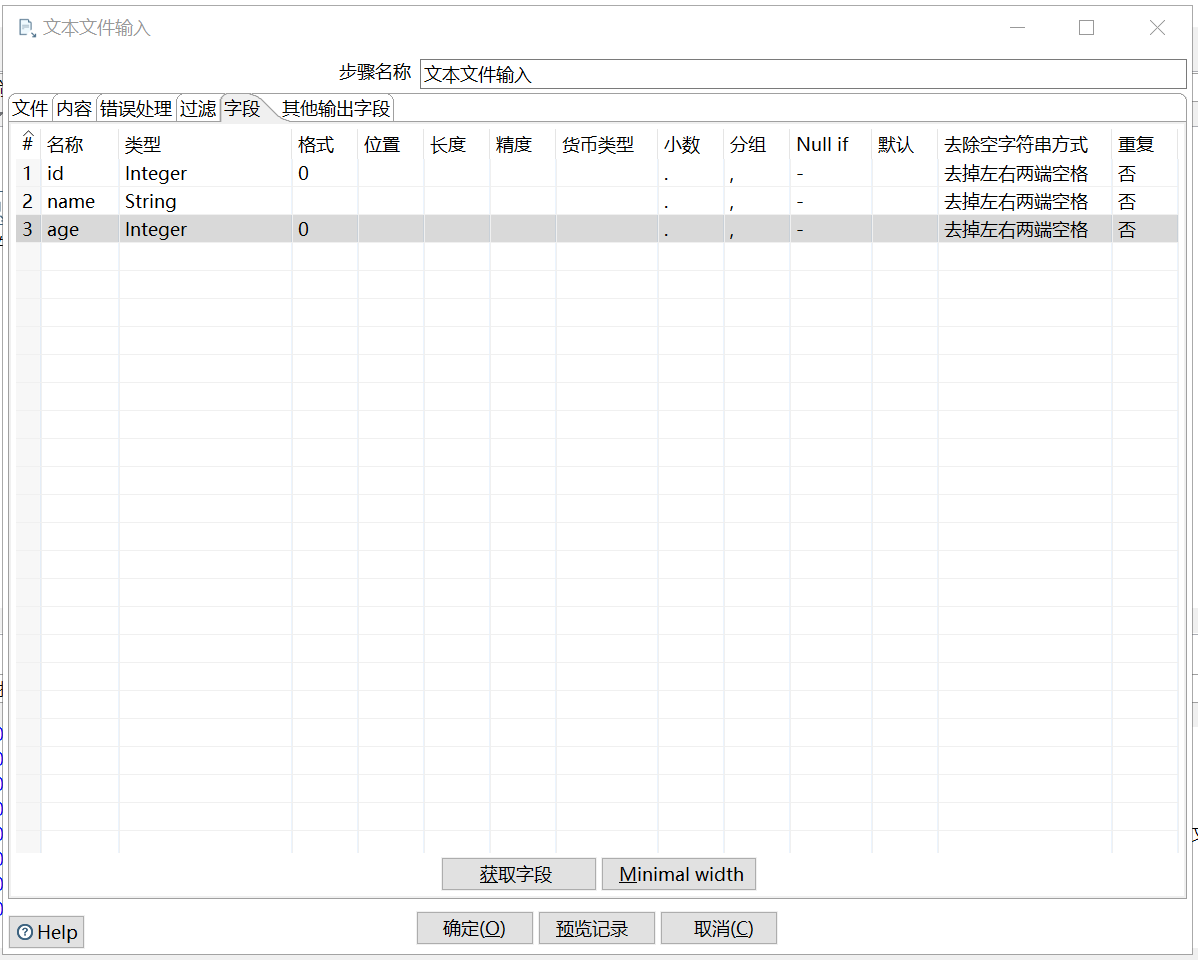 文本文件输入
步骤名称 文本文件输入
文件 内容 错误处理 过滤 字段 其他输出字段
# 名称 类型 格式 位置 长度 精度 货币类型 小数 分组 Null if 默认 去除空字符串方式 重复
1 id Integer 0 . , - 去掉左右两端空格 否
2 name String . , - 去掉左右两端空格 否
3 age Integer 0 . , - 去掉左右两端空格 否
获取字段 Minimal width
Help 确定(O) 预览记录 取消(C)